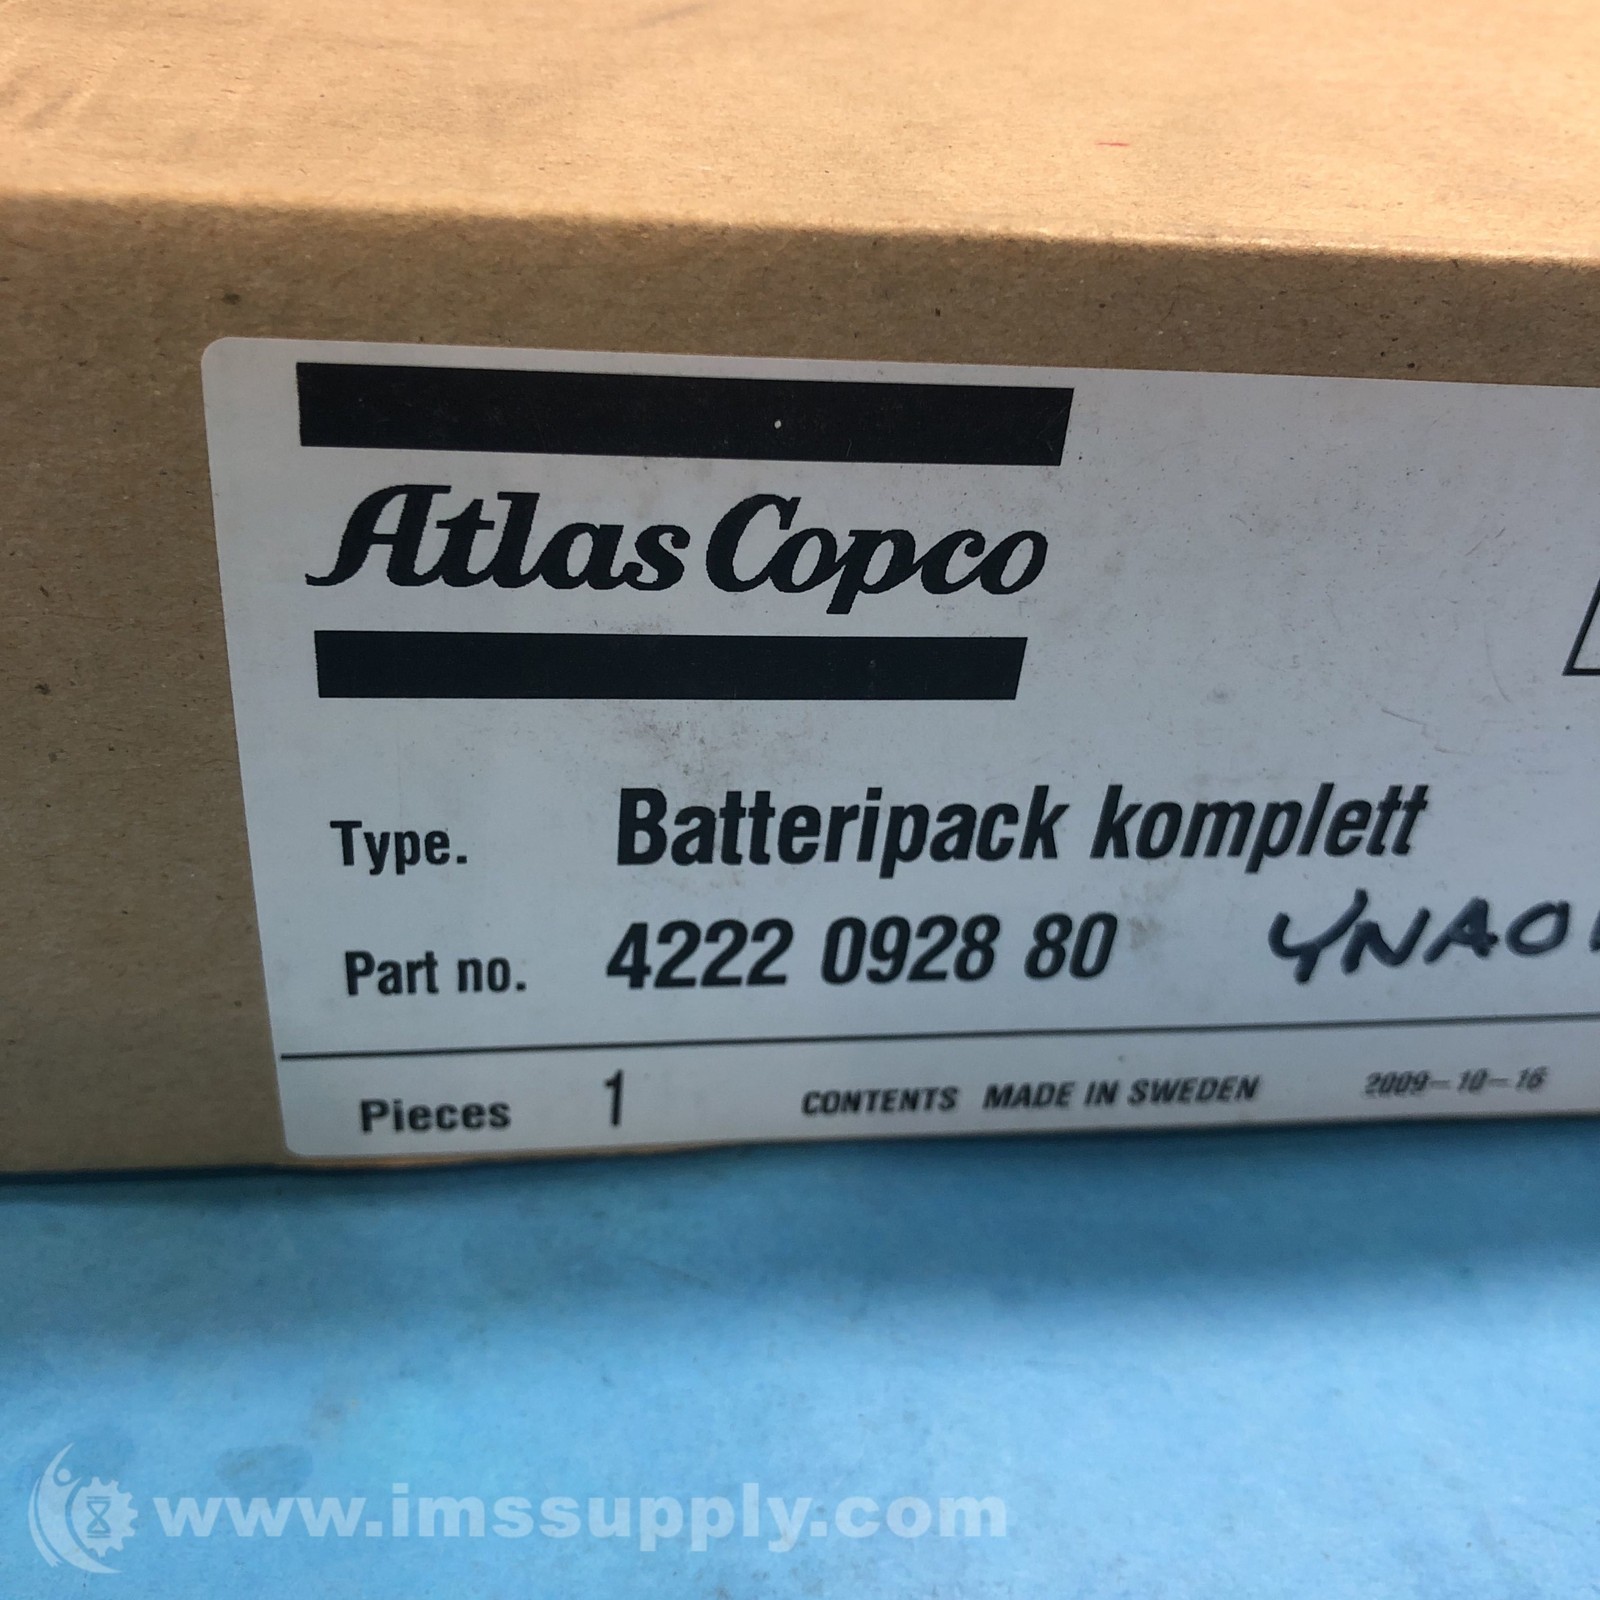 Atlas Copco
Type. Batteripack komplett
Part no. 4222 0928 80
Pieces 1 CONTENTS MADE IN SWEDEN 2009-10-16
www.imssupply.com